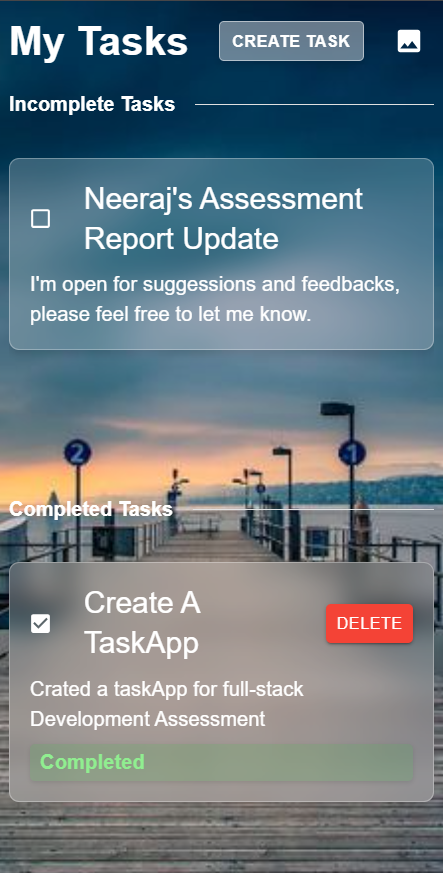 My Tasks CREATE TASK
Incomplete Tasks
Neeraj's Assessment
Report Update
I'm open for suggessions and feedbacks,
please feel free to let me know.
2
1
Completed Tasks
Create A
TaskApp
DELETE
Crated a taskApp for full-stack
Development Assessment
Completed